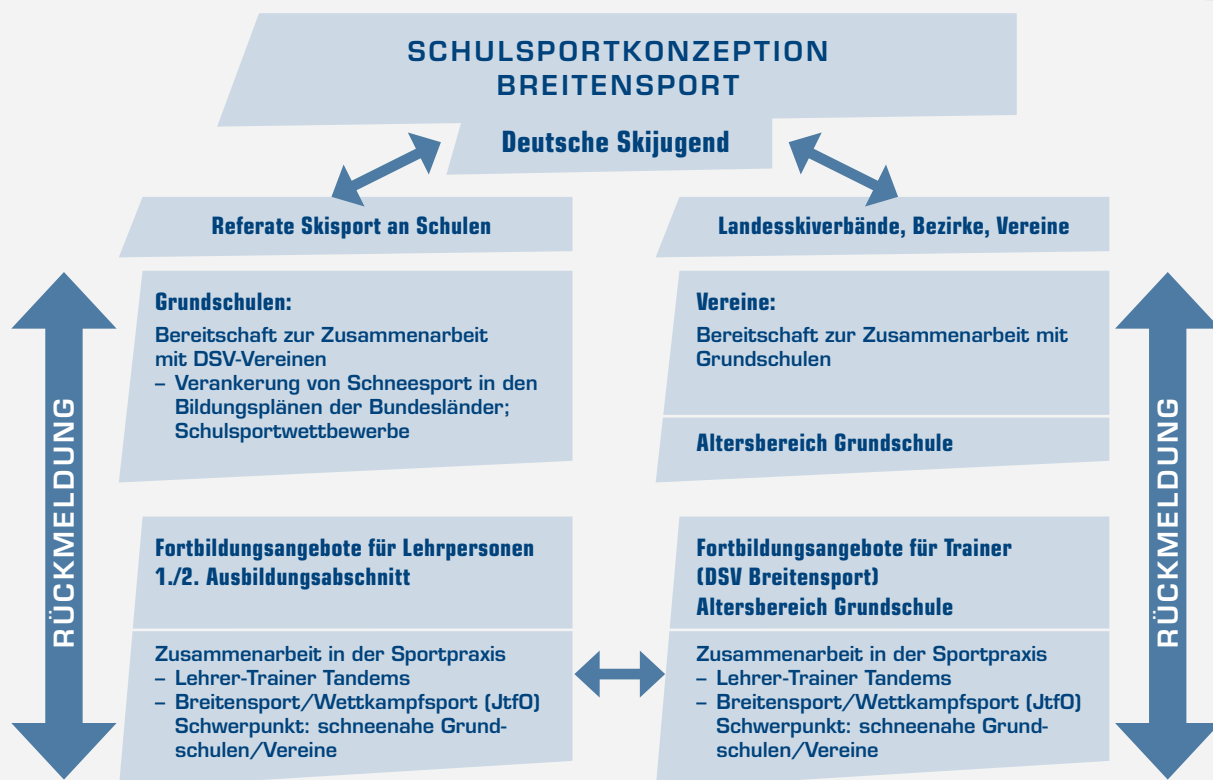 SCHULSPORTKONZEPTION
BREITENSPORT
Deutsche Skijugend
Referate Skisport an Schulen
Landesskiverbände, Bezirke, Vereine
RÜCKMELDUNG
Grundschulen:
Bereitschaft zur Zusammenarbeit
mit DSV-Vereinen
– Verankerung von Schneesport in den
Bildungsplänen der Bundesländer;
Schulsportwettbewerbe
Fortbildungsangebote für Lehrpersonen
1./2. Ausbildungsabschnitt
Zusammenarbeit in der Sportpraxis
– Lehrer-Trainer Tandems
– Breitensport/Wettkampfsport (JtfO)
Schwerpunkt: schneenahe Grund-
schulen/Vereine
Vereine:
Bereitschaft zur Zusammenarbeit mit
Grundschulen
Altersbereich Grundschule
Fortbildungsangebote für Trainer
(DSV Breitensport)
Altersbereich Grundschule
Zusammenarbeit in der Sportpraxis
– Lehrer-Trainer Tandems
– Breitensport/Wettkampfsport (JtfO)
Schwerpunkt: schneenahe Grund-
schulen/Vereine
RÜCKMELDUNG